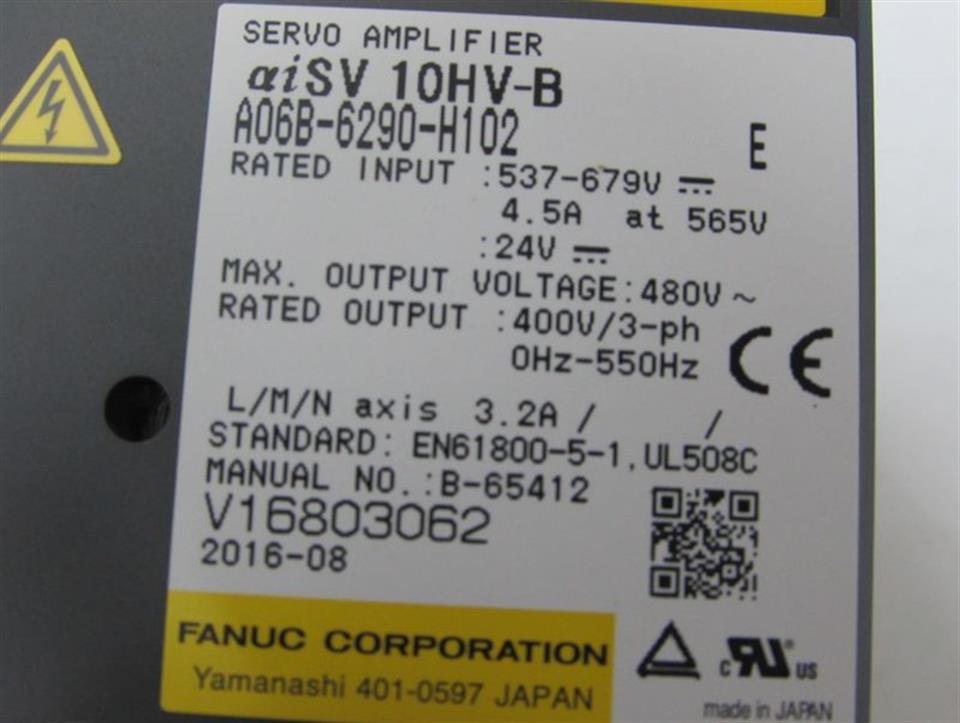 SERVO AMPLIFIER
αiSV 10HV-B
A06B-6290-H102
E
RATED INPUT :537-679V ⎓
4.5A at 565V
:24V ⎓
MAX. OUTPUT VOLTAGE:480V ~
RATED OUTPUT :400V/3-ph
0Hz-550Hz
CE
L/M/N axis 3.2A / /
STANDARD: EN61800-5-1,UL508C
MANUAL NO.:B-65412
V16803062
2016-08
FANUC CORPORATION
Yamanashi 401-0597 JAPAN
c RU us
made in JAPAN